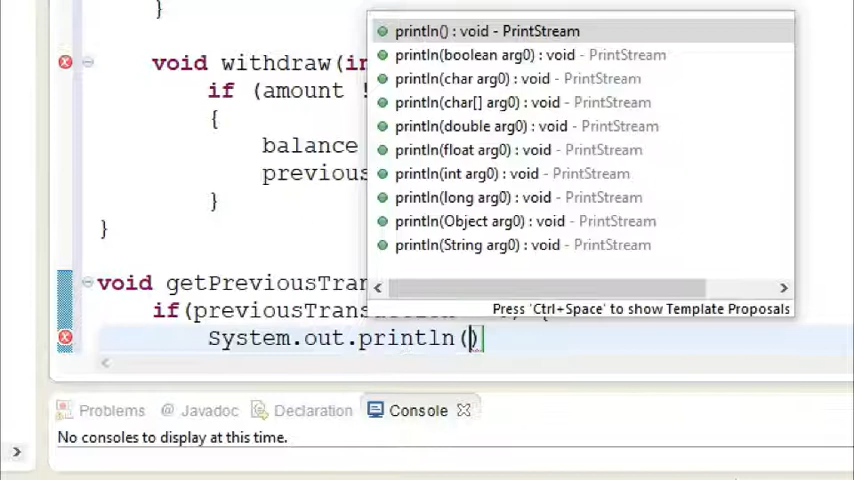 }
println() : void - PrintStream
println(boolean arg0) : void - PrintStream
void withdraw(in
println(char arg0) : void - PrintStream
if (amount !
println(char[] arg0) : void - PrintStream
{
println(double arg0) : void - PrintStream
balance
println(float arg0) : void - PrintStream
previous
println(int arg0) : void - PrintStream
}
println(long arg0) : void - PrintStream
}
println(Object arg0) : void - PrintStream
println(String arg0) : void - PrintStream
void getPreviousTran
Press 'Ctrl+Space' to show Template Proposals
if(previousTransaction
System.out.println()
Problems @ Javadoc Declaration Console
No consoles to display at this time.